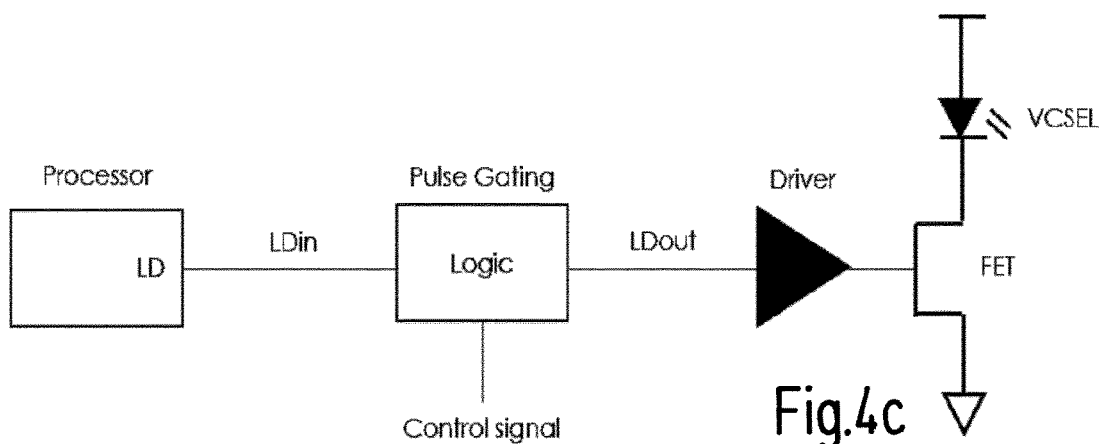 VCSEL
Processor
Pulse Gating
Driver
LD
LDin
Logic
LDout
FET
Control signal
Fig.4c